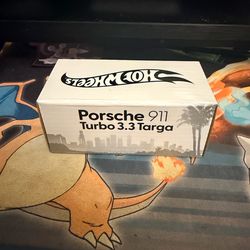 HOT WHEELS
Porsche 911
Turbo 3.3 Targa